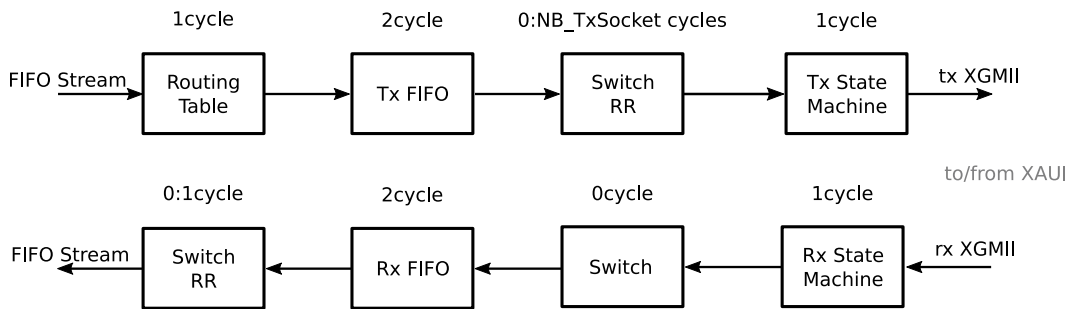 1cycle
2cycle
0:NB_TxSocket cycles
1cycle
FIFO Stream
Routing
Table
Tx FIFO
Switch
RR
Tx State
Machine
tx XGMII
to/from XAUI
0:1cycle
2cycle
0cycle
1cycle
FIFO Stream
Switch
RR
Rx FIFO
Switch
Rx State
Machine
rx XGMII